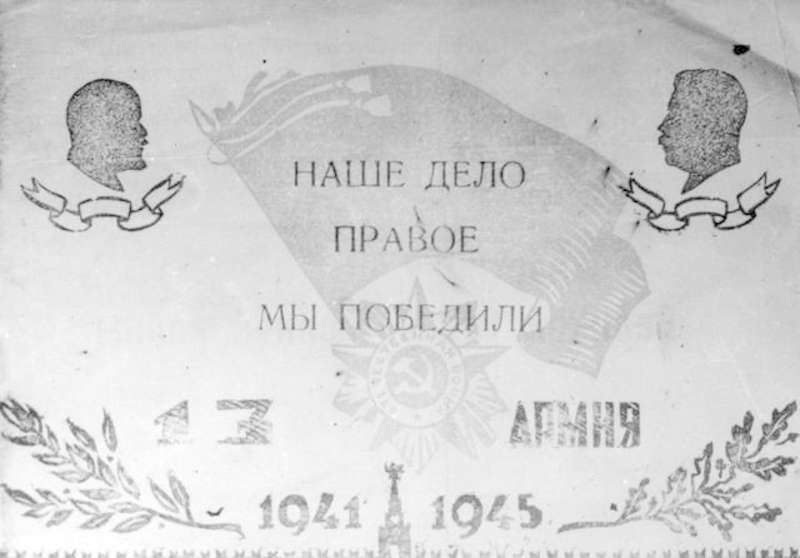 НАШЕ ДЕЛО
ПРАВОЕ
МЫ ПОБЕДИЛИ
13 АРМИЯ
1941 1945